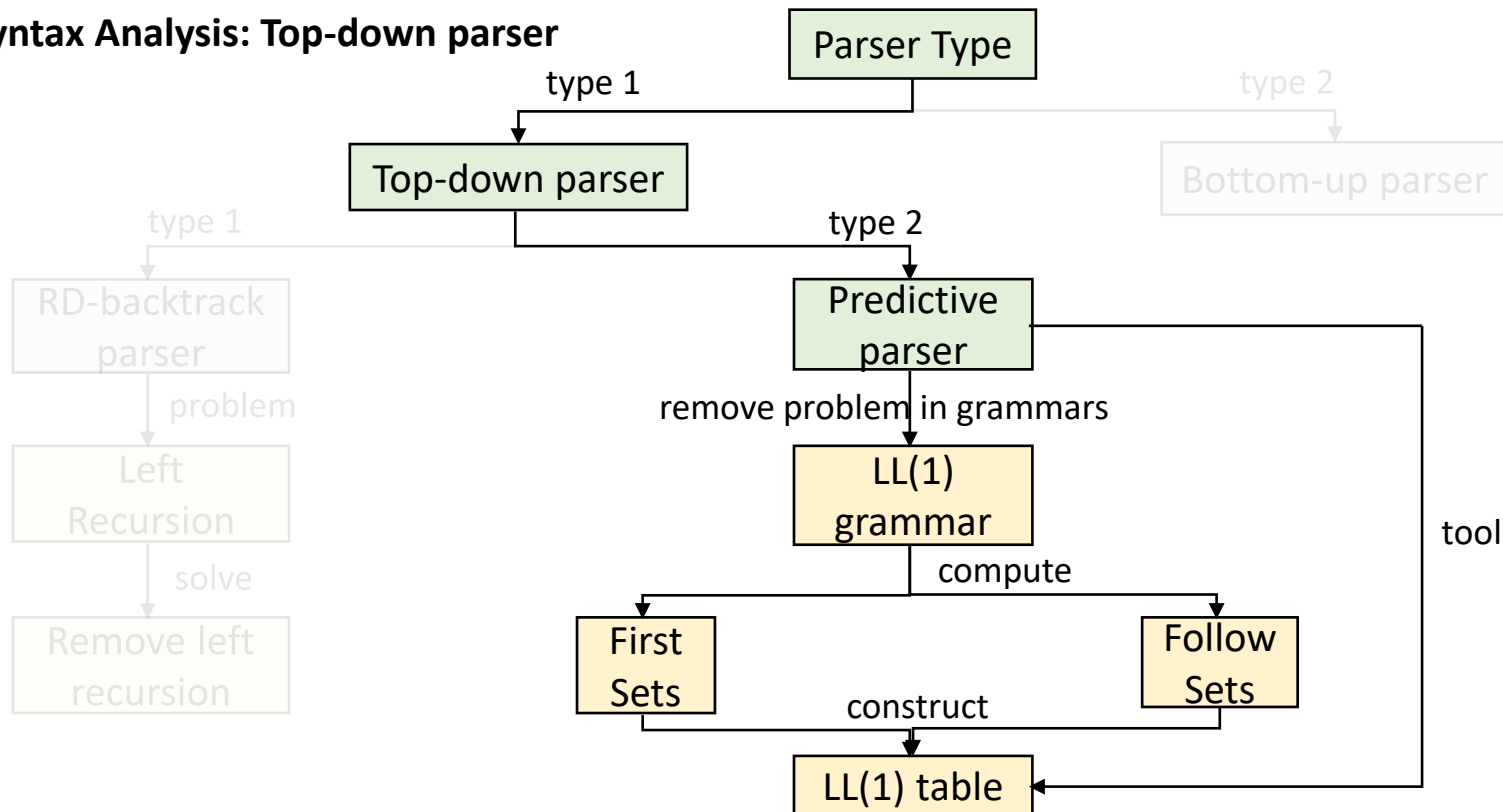 yntax Analysis: Top-down parser
Parser Type
type 1
type 2
Top-down parser
Bottom-up parser
type 1
type 2
RD-backtrack
parser
Predictive
parser
problem
remove problem in grammars
Left
Recursion
LL(1)
grammar
tool
solve
compute
Remove left
recursion
First
Sets
Follow
Sets
construct
LL(1) table